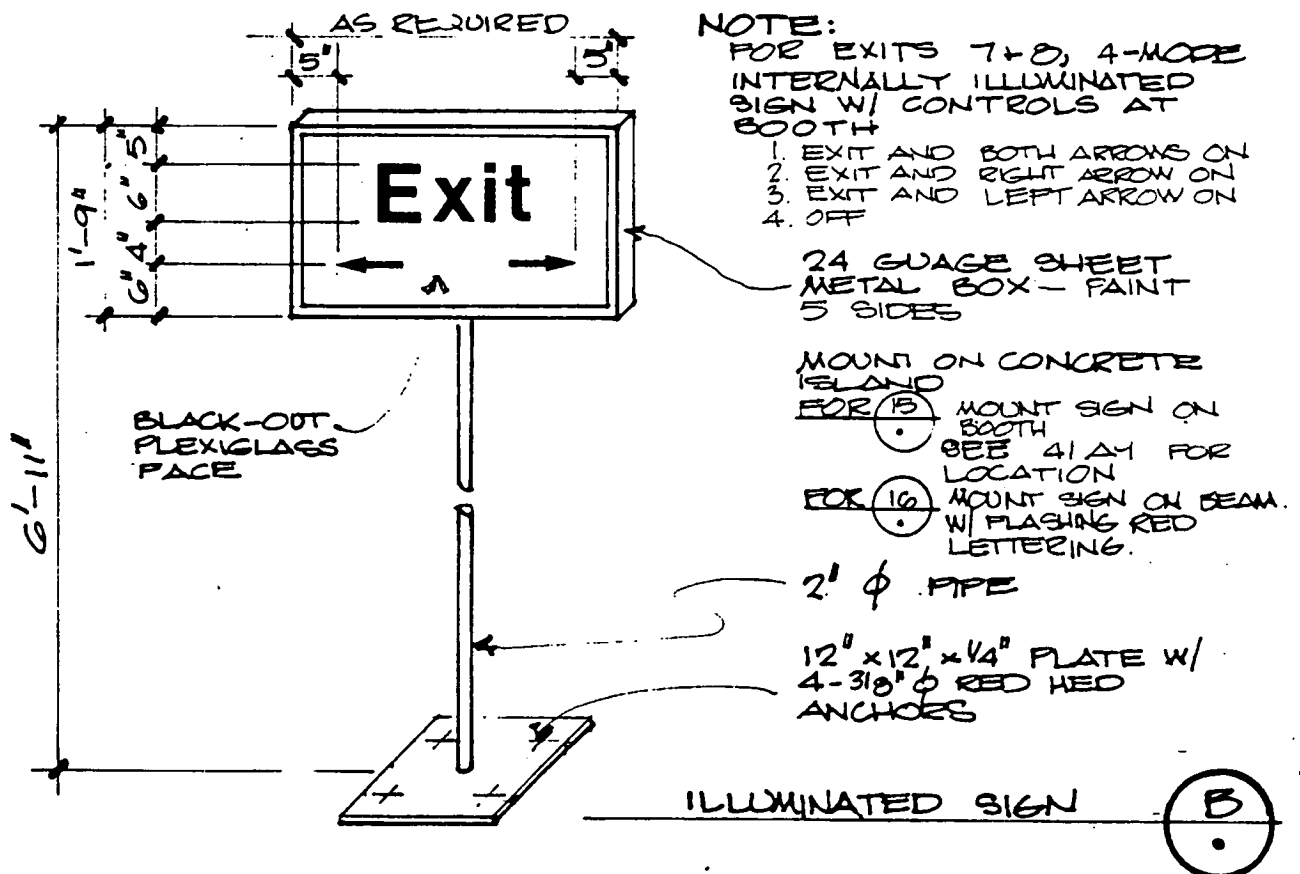 AS REQUIRED
5" 5"
NOTE:
FOR EXITS 7+8, 4-MODE
INTERNALLY ILLUMINATED
SIGN W/ CONTROLS AT
BOOTH
1. EXIT AND BOTH ARROWS ON
2. EXIT AND RIGHT ARROW ON
3. EXIT AND LEFT ARROW ON
4. OFF
5"
6"
4"
6"
1'-9"
6'-11"
Exit
24 GUAGE SHEET
METAL BOX - PAINT
5 SIDES
MOUNT ON CONCRETE
ISLAND
FOR 15 MOUNT SIGN ON
BOOTH
SEE 4/A4 FOR
LOCATION
FOR 16 MOUNT SIGN ON BEAM.
W/ FLASHING RED
LETTERING.
BLACK-OUT
PLEXIGLASS
FACE
2" φ PIPE
12" x 12" x 1/4" PLATE W/
4-3/8" φ RED HED
ANCHORS
ILLUMINATED SIGN B